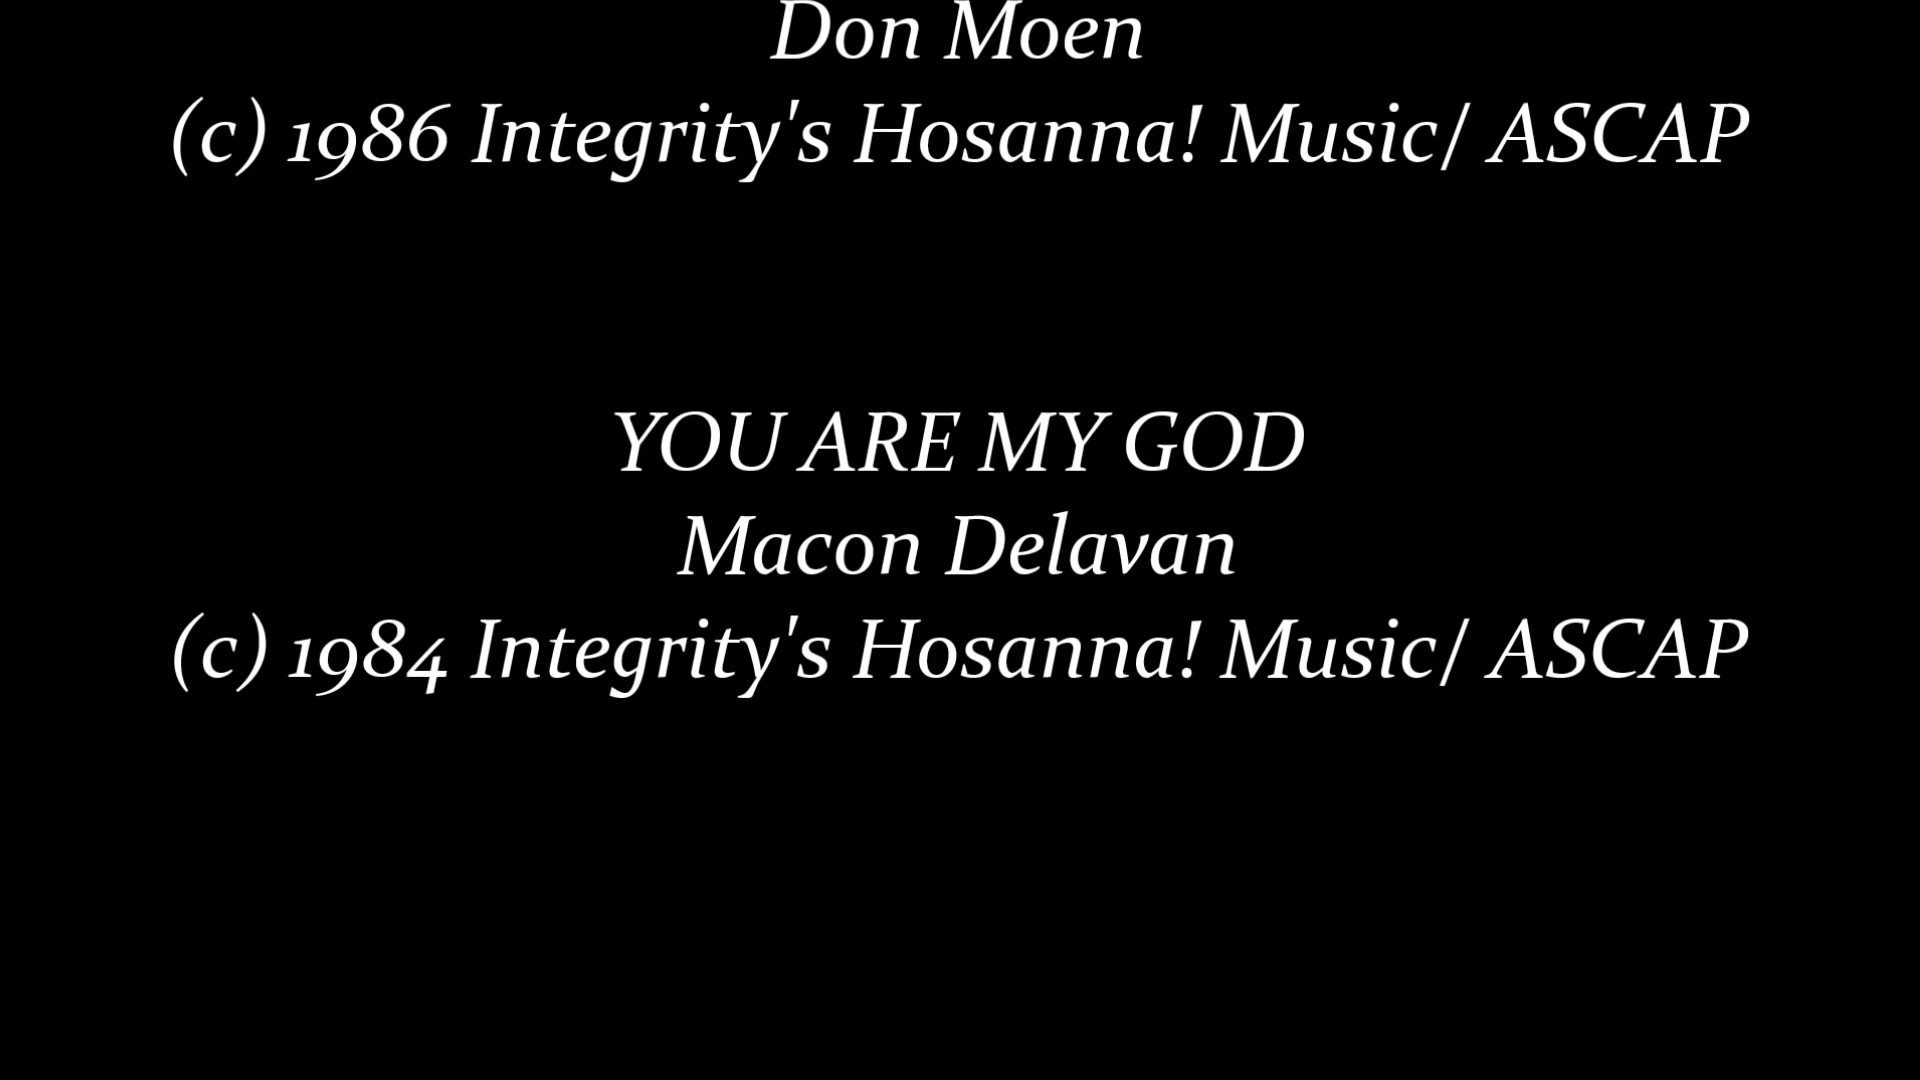 Don Moen
(c) 1986 Integrity's Hosanna! Music/ ASCAP
YOU ARE MY GOD
Macon Delavan
(c) 1984 Integrity's Hosanna! Music/ ASCAP